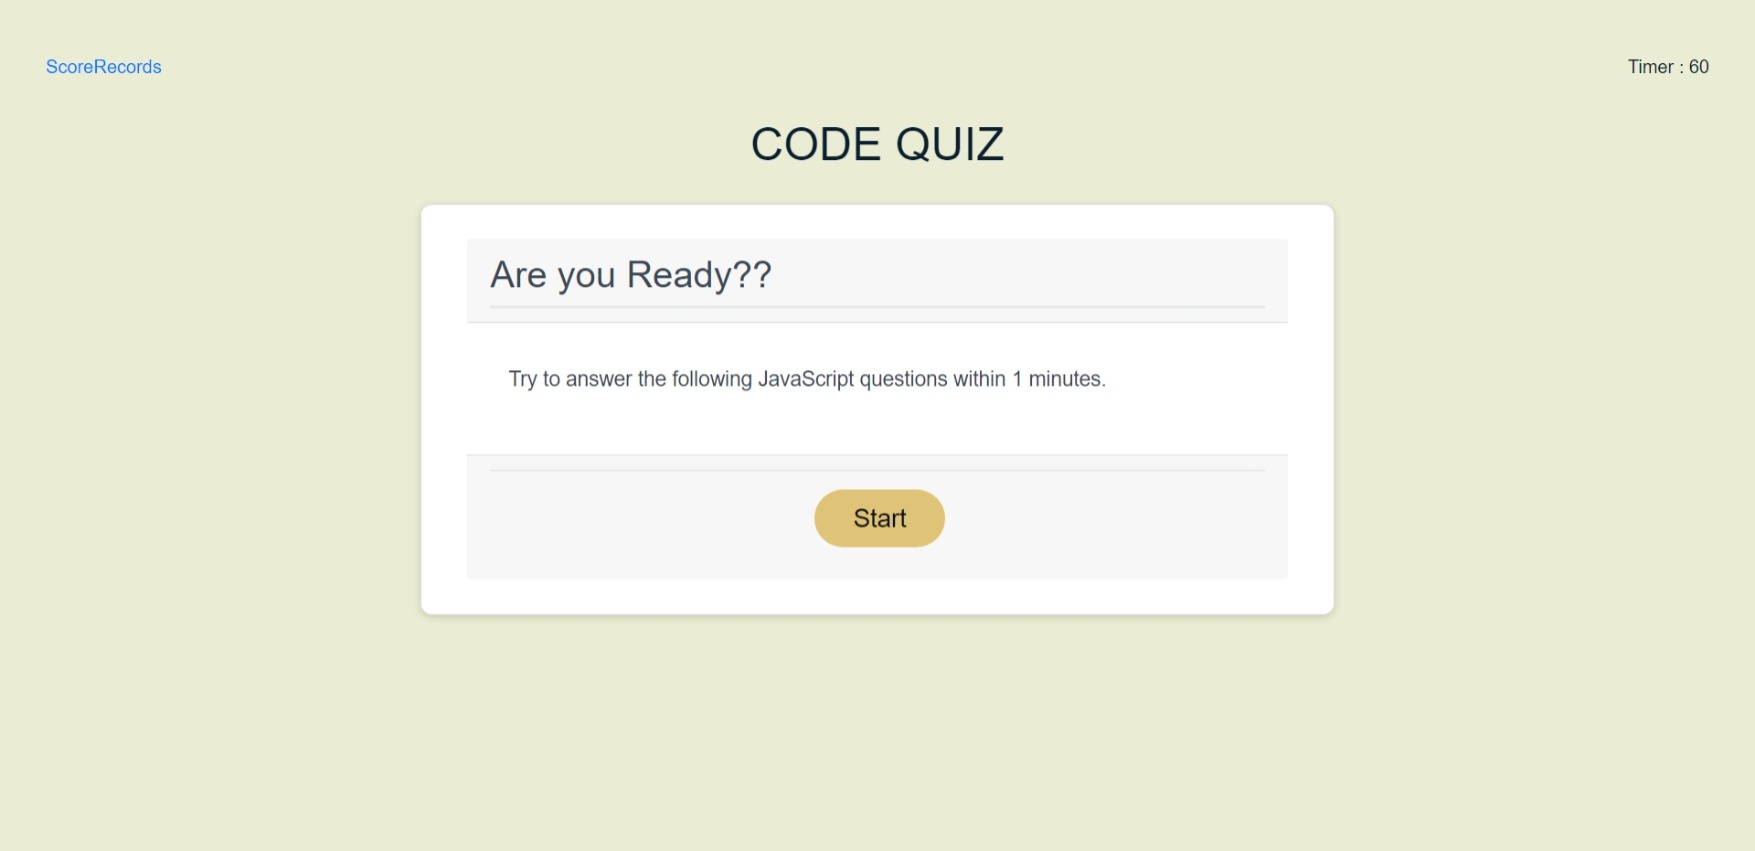 ScoreRecords
Timer : 60
CODE QUIZ
Are you Ready??
Try to answer the following JavaScript questions within 1 minutes.
Start